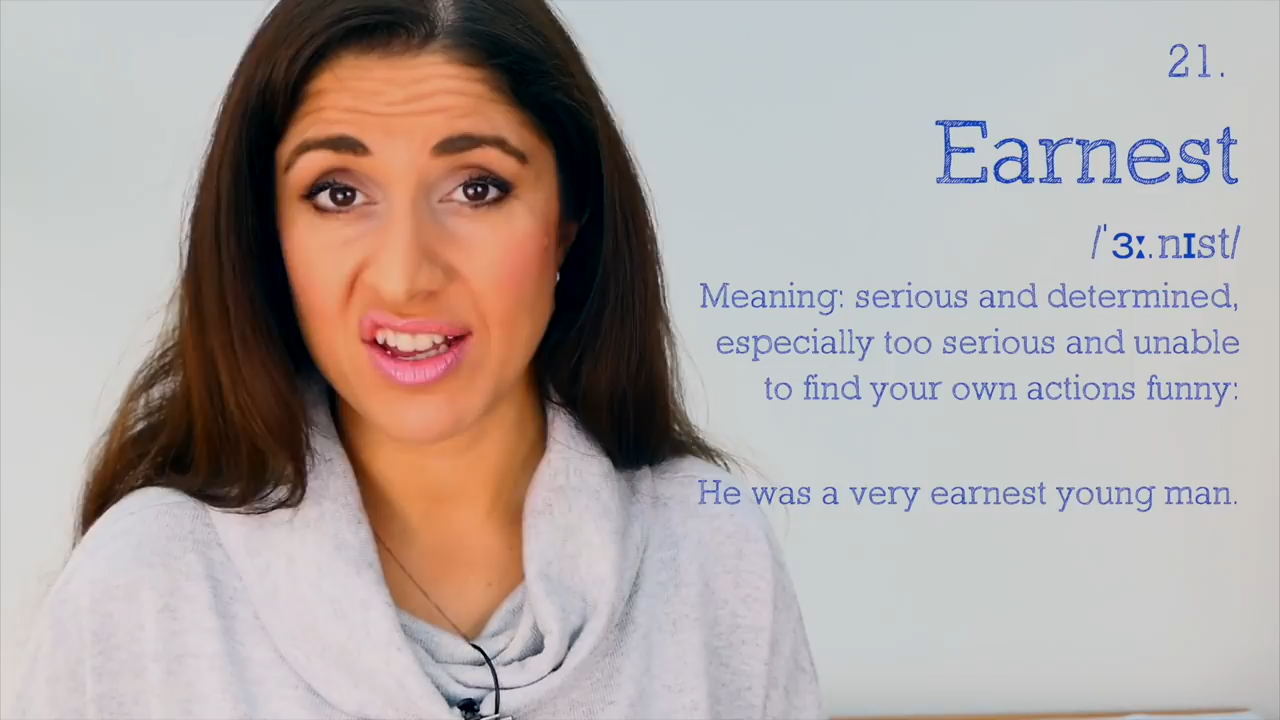 21.
Earnest
/ˈɜː.nɪst/
Meaning: serious and determined,
especially too serious and unable
to find your own actions funny:
He was a very earnest young man.